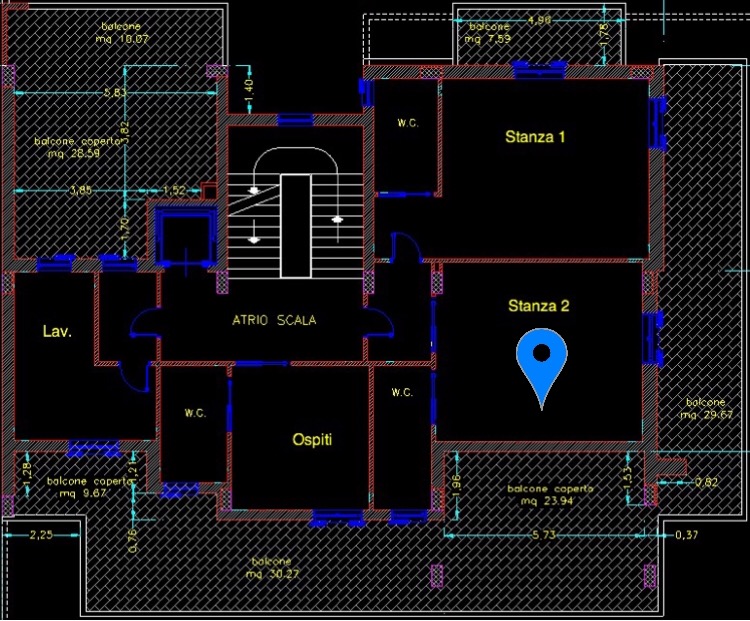 balcone
mq 10.07
4,96
balcone
mq 7.59
1,78
5,83
1,40
3,82
balcone coperto
mq 28.59
W.C.
Stanza 1
3,85
1,52
1,70
ATRIO SCALA
Stanza 2
Lav.
W.C.
W.C.
Ospiti
balcone
mq 29.67
1,28
balcone coperto
mq 9.67
1,21
1,96
balcone coperto
mq 23.94
1,53
0,82
2,25
0,76
5,73
0,37
balcone
mq 30.27